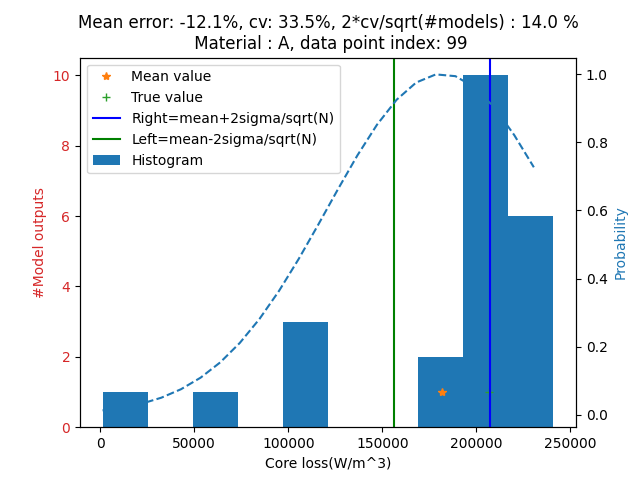 Mean error: -12.1%, cv: 33.5%, 2*cv/sqrt(#models) : 14.0 %
Material : A, data point index: 99
Mean value
True value
Right=mean+2sigma/sqrt(N)
Left=mean-2sigma/sqrt(N)
Histogram
#Model outputs
10
8
6
4
2
0
1.0
0.8
0.6
0.4
0.2
0.0
Probability
0 50000 100000 150000 200000 250000
Core loss(W/m^3)